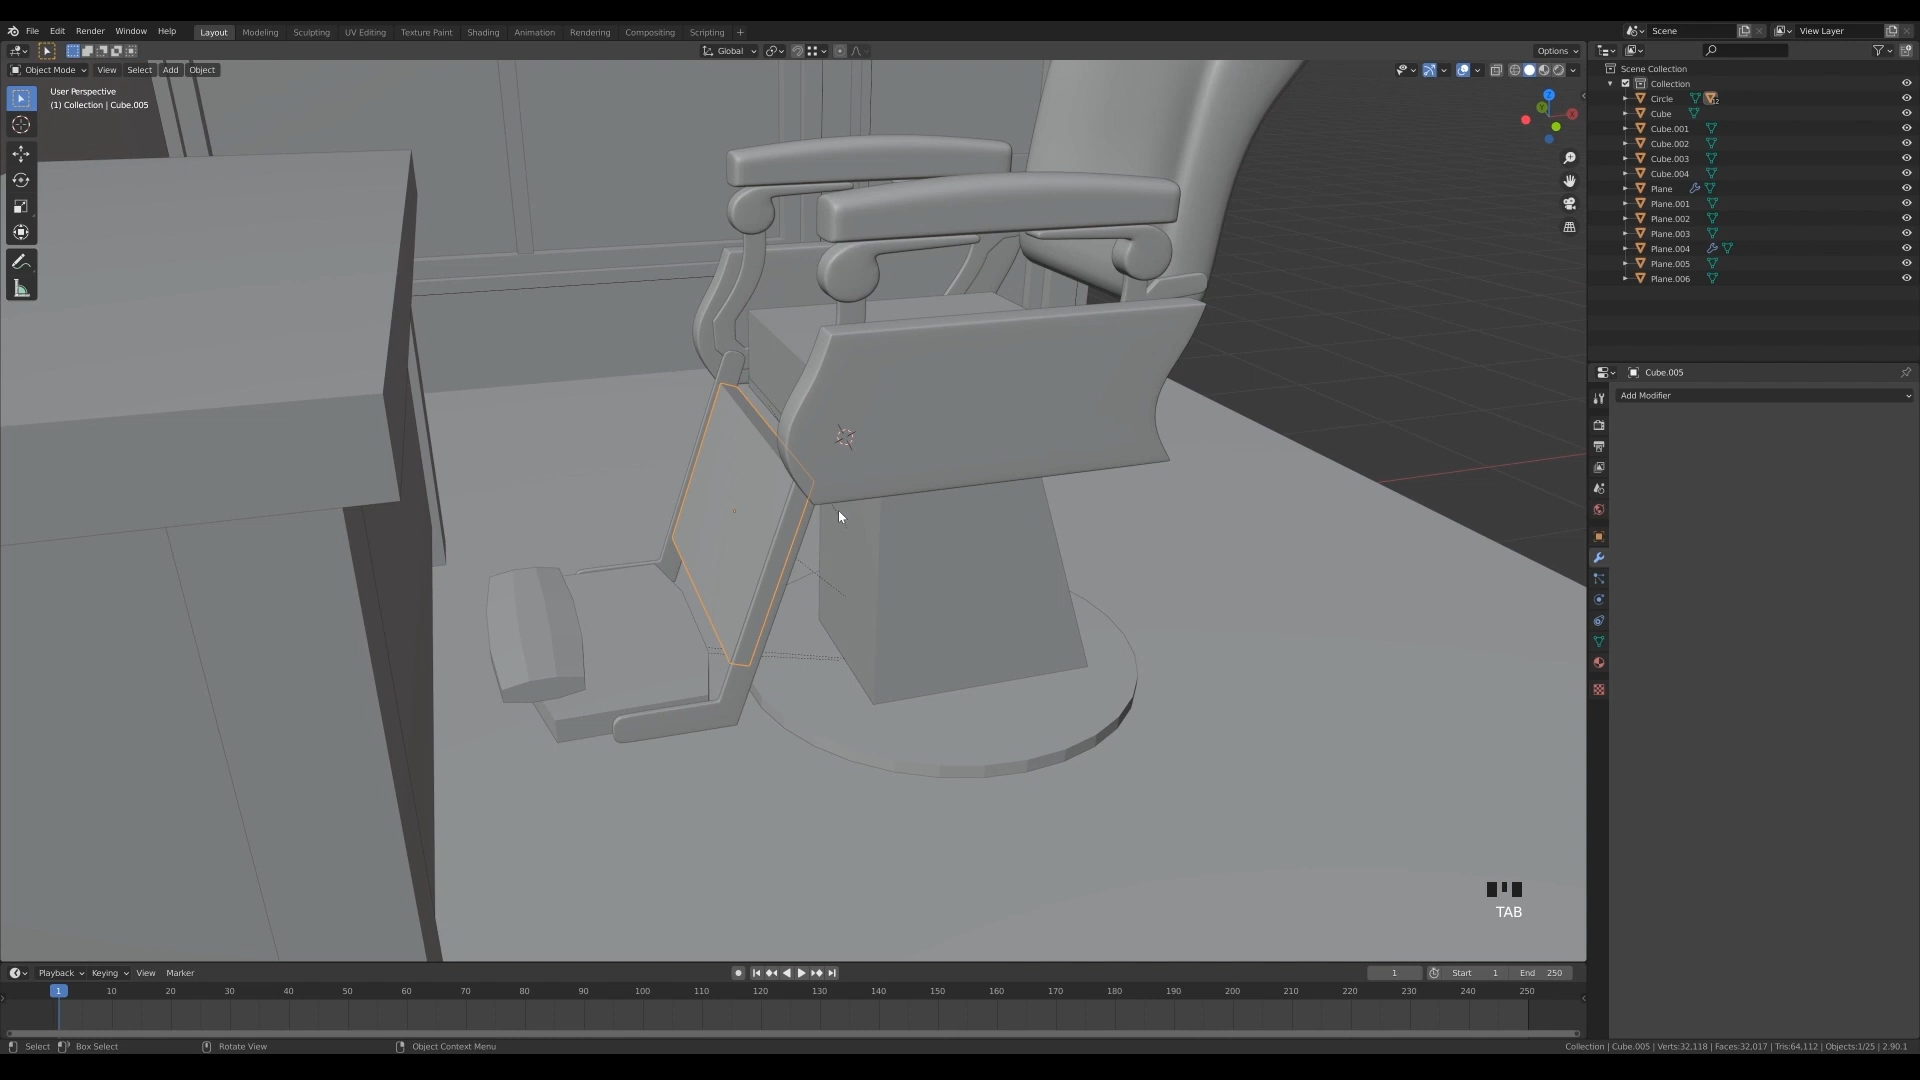 File Edit Render Window Help
Layout Modeling Sculpting UV Editing Texture Paint Shading Animation Rendering Compositing Scripting +
Scene
View Layer
Global
Options
Object Mode View Select Add Object
User Perspective
(1) Collection | Cube.005
Z
Y
X
Scene Collection
Collection
Circle
12
Cube
Cube.001
Cube.002
Cube.003
Cube.004
Plane
Plane.001
Plane.002
Plane.003
Plane.004
Plane.005
Plane.006
Cube.005
Add Modifier
TAB
Playback Keying View Marker
1
Start 1
End 250
1 10 20 30 40 50 60 70 80 90 100 110 120 130 140 150 160 170 180 190 200 210 220 230 240 250
Select Box Select Rotate View Object Context Menu
Collection | Cube.005 | Verts:32,118 | Faces:32,017 | Tris:64,112 | Objects:1/25 | 2.90.1